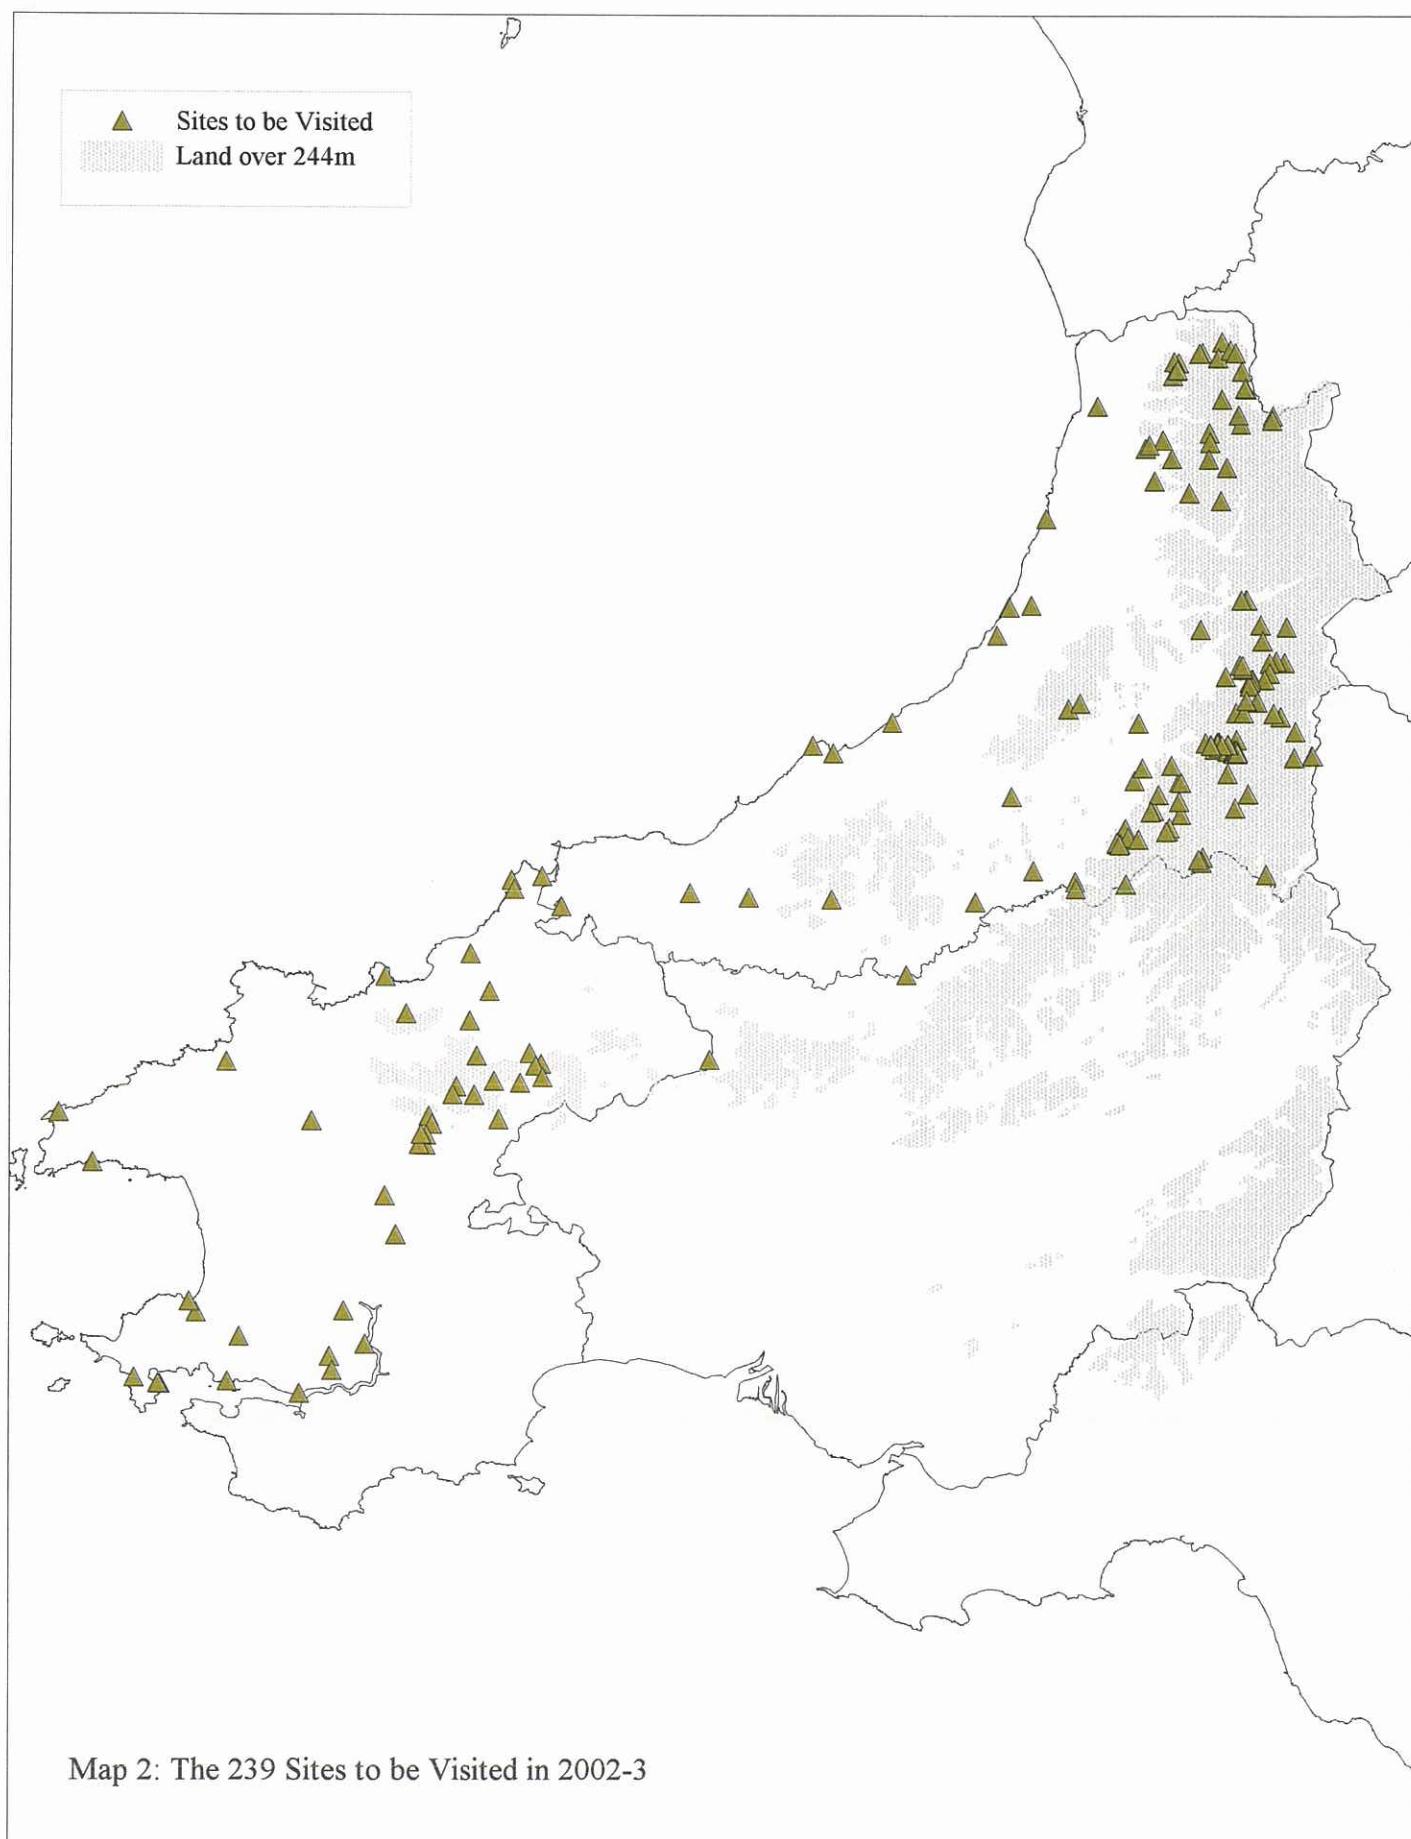 Sites to be Visited
Land over 244m
Map 2: The 239 Sites to be Visited in 2002-3